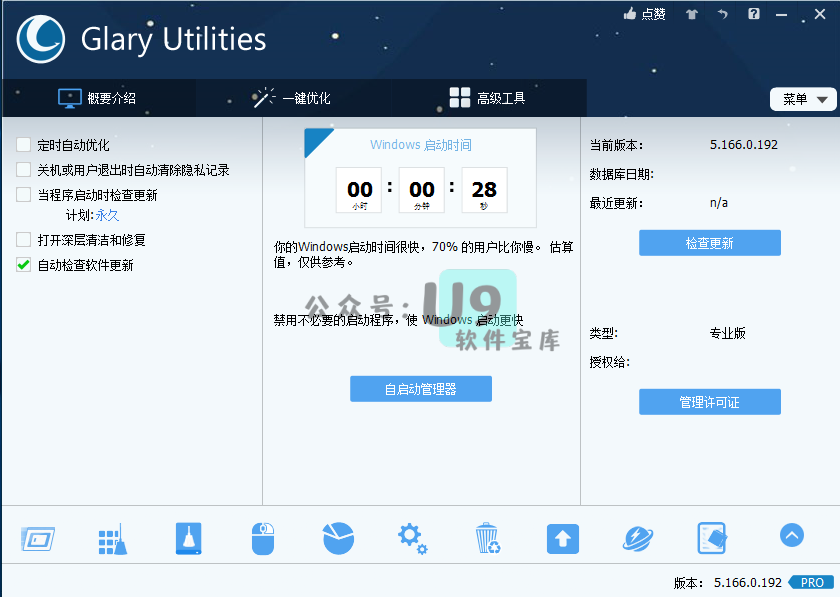 点赞
Glary Utilities
概要介绍
一键优化
高级工具
菜单
定时自动优化
关机或用户退出时自动清除隐私记录
当程序启动时检查更新
计划:永久
打开深层清洁和修复
自动检查软件更新
Windows 启动时间
00 : 00 : 28
小时 分钟 秒
你的Windows启动时间很快，70% 的用户比你慢。 估算
值，仅供参考。
公众号：U9
软件宝库
禁用不必要的启动程序，使 Windows 启动更快
自启动管理器
当前版本: 5.166.0.192
数据库日期:
最近更新: n/a
检查更新
类型: 专业版
授权给:
管理许可证
版本: 5.166.0.192 PRO